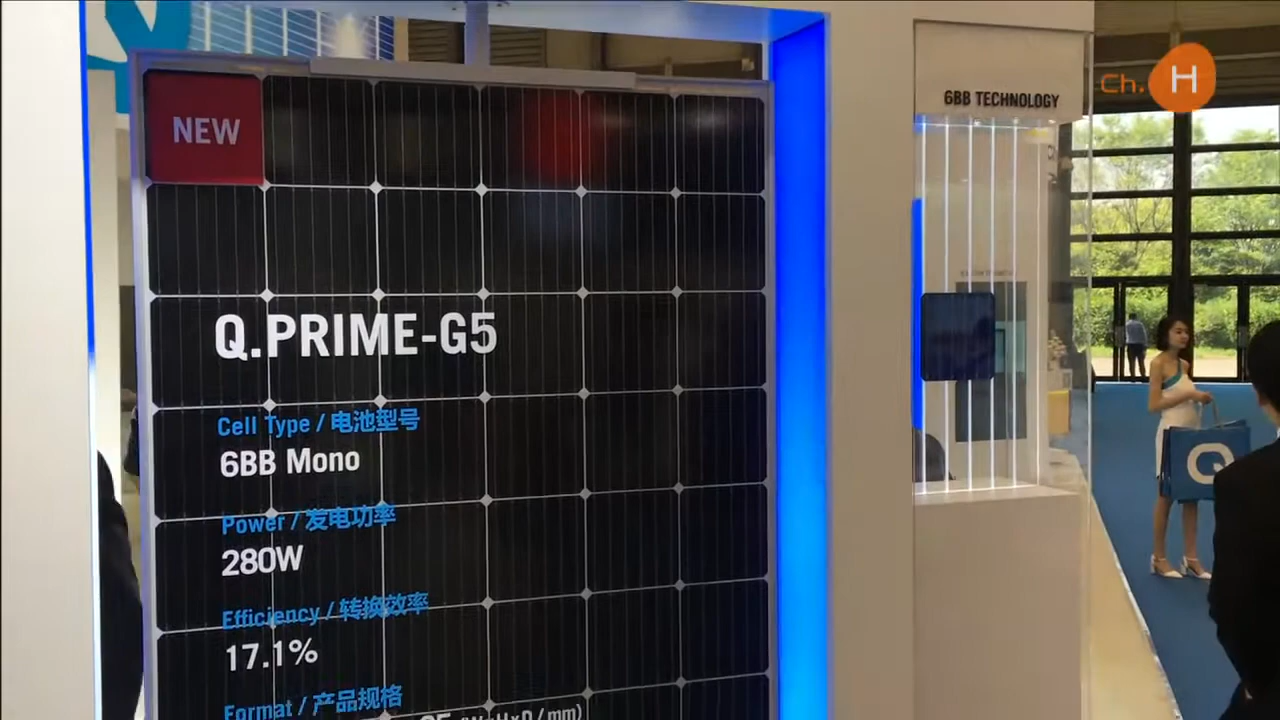 Ch. H
6BB TECHNOLOGY
NEW
Q.PRIME-G5
Cell Type / 电池型号
6BB Mono
Power / 发电功率
280W
Efficiency / 转换效率
17.1%
Format / 产品规格
Q